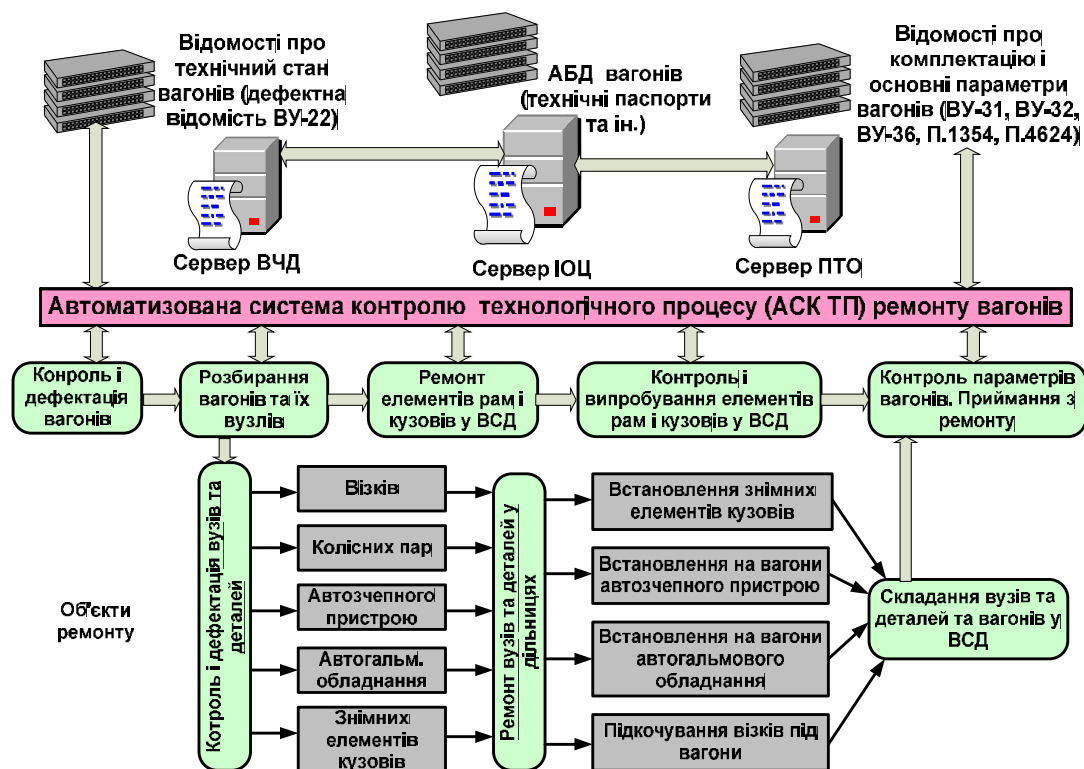 Відомості про
технічний стан
вагонів (дефектна
відомість ВУ-22)
АБД вагонів
(технічні паспорти
та ін.)
Відомості про
комплектацію і
основні параметри
вагонів (ВУ-31, ВУ-32,
ВУ-36, П.1354, П.4624)
Сервер ВЧД
Сервер ІОЦ
Сервер ПТО
Автоматизована система контролю технологічного процесу (АСК ТП) ремонту вагонів
Конроль і
дефектація
вагонів
Розбирання
вагонів та їх
вузлів
Ремонт
елементів рам і
кузовів у ВСД
Контроль і
випробування елементів
рам і кузовів у ВСД
Контроль параметрів
вагонів. Приймання з
ремонту
Об'єкти
ремонту
Котроль і дефектація вузів та
деталей
Візків
Колісних пар
Автозчепного
пристрою
Автогальм.
обладнання
Знімних
елементів
кузовів
Ремонт вузів та деталей у
дільницях
Встановлення знімних
елементів кузовів
Встановлення на вагони
автозчепного пристрою
Встановлення на вагони
автогальмового
обладнання
Підкочування візків під
вагони
Складання вузів та
деталей та вагонів у
ВСД